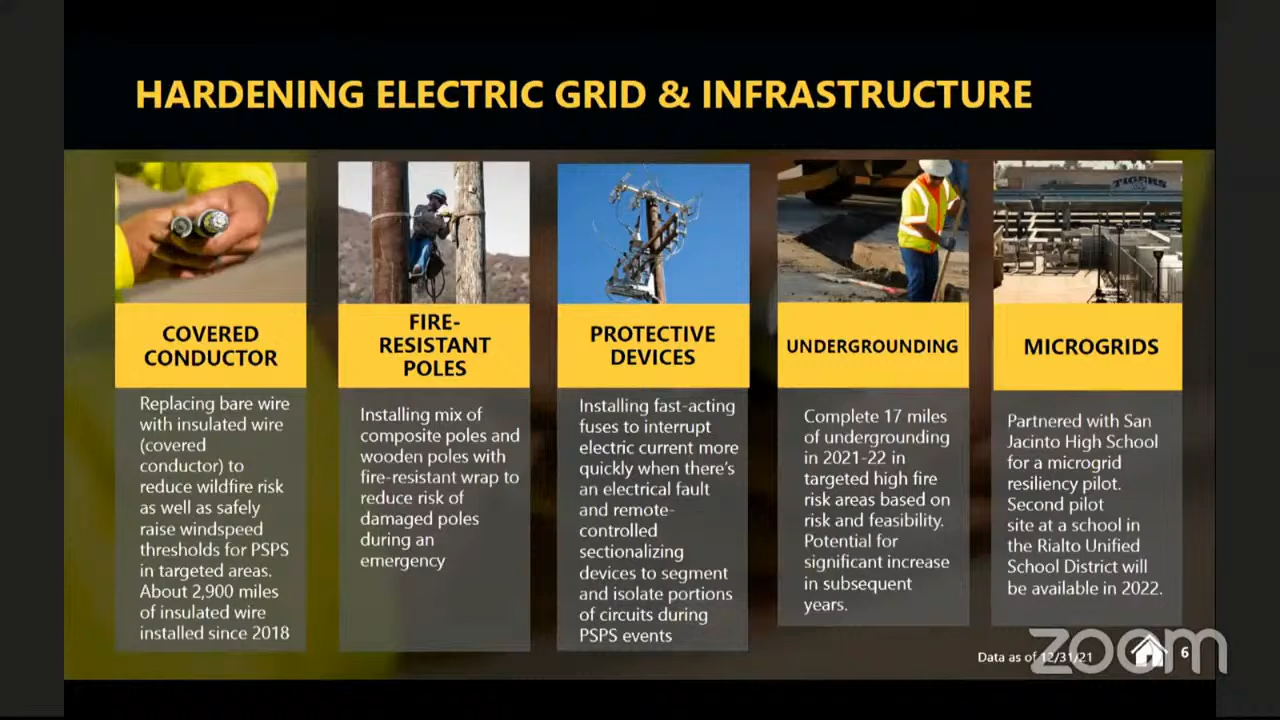 HARDENING ELECTRIC GRID & INFRASTRUCTURE
TIGERS
COVERED
CONDUCTOR
Replacing bare wire
with insulated wire
(covered
conductor) to
reduce wildfire risk
as well as safely
raise windspeed
thresholds for PSPS
in targeted areas.
About 2,900 miles
of insulated wire
installed since 2018
FIRE-
RESISTANT
POLES
Installing mix of
composite poles and
wooden poles with
fire-resistant wrap to
reduce risk of
damaged poles
during an
emergency
PROTECTIVE
DEVICES
Installing fast-acting
fuses to interrupt
electric current more
quickly when there's
an electrical fault
and remote-
controlled
sectionalizing
devices to segment
and isolate portions
of circuits during
PSPS events
UNDERGROUNDING
Complete 17 miles
of undergrounding
in 2021-22 in
targeted high fire
risk areas based on
risk and feasibility.
Potential for
significant increase
in subsequent
years.
MICROGRIDS
Partnered with San
Jacinto High School
for a microgrid
resiliency pilot.
Second pilot
site at a school in
the Rialto Unified
School District will
be available in 2022.
Data as of 12/31/21
6
zoom